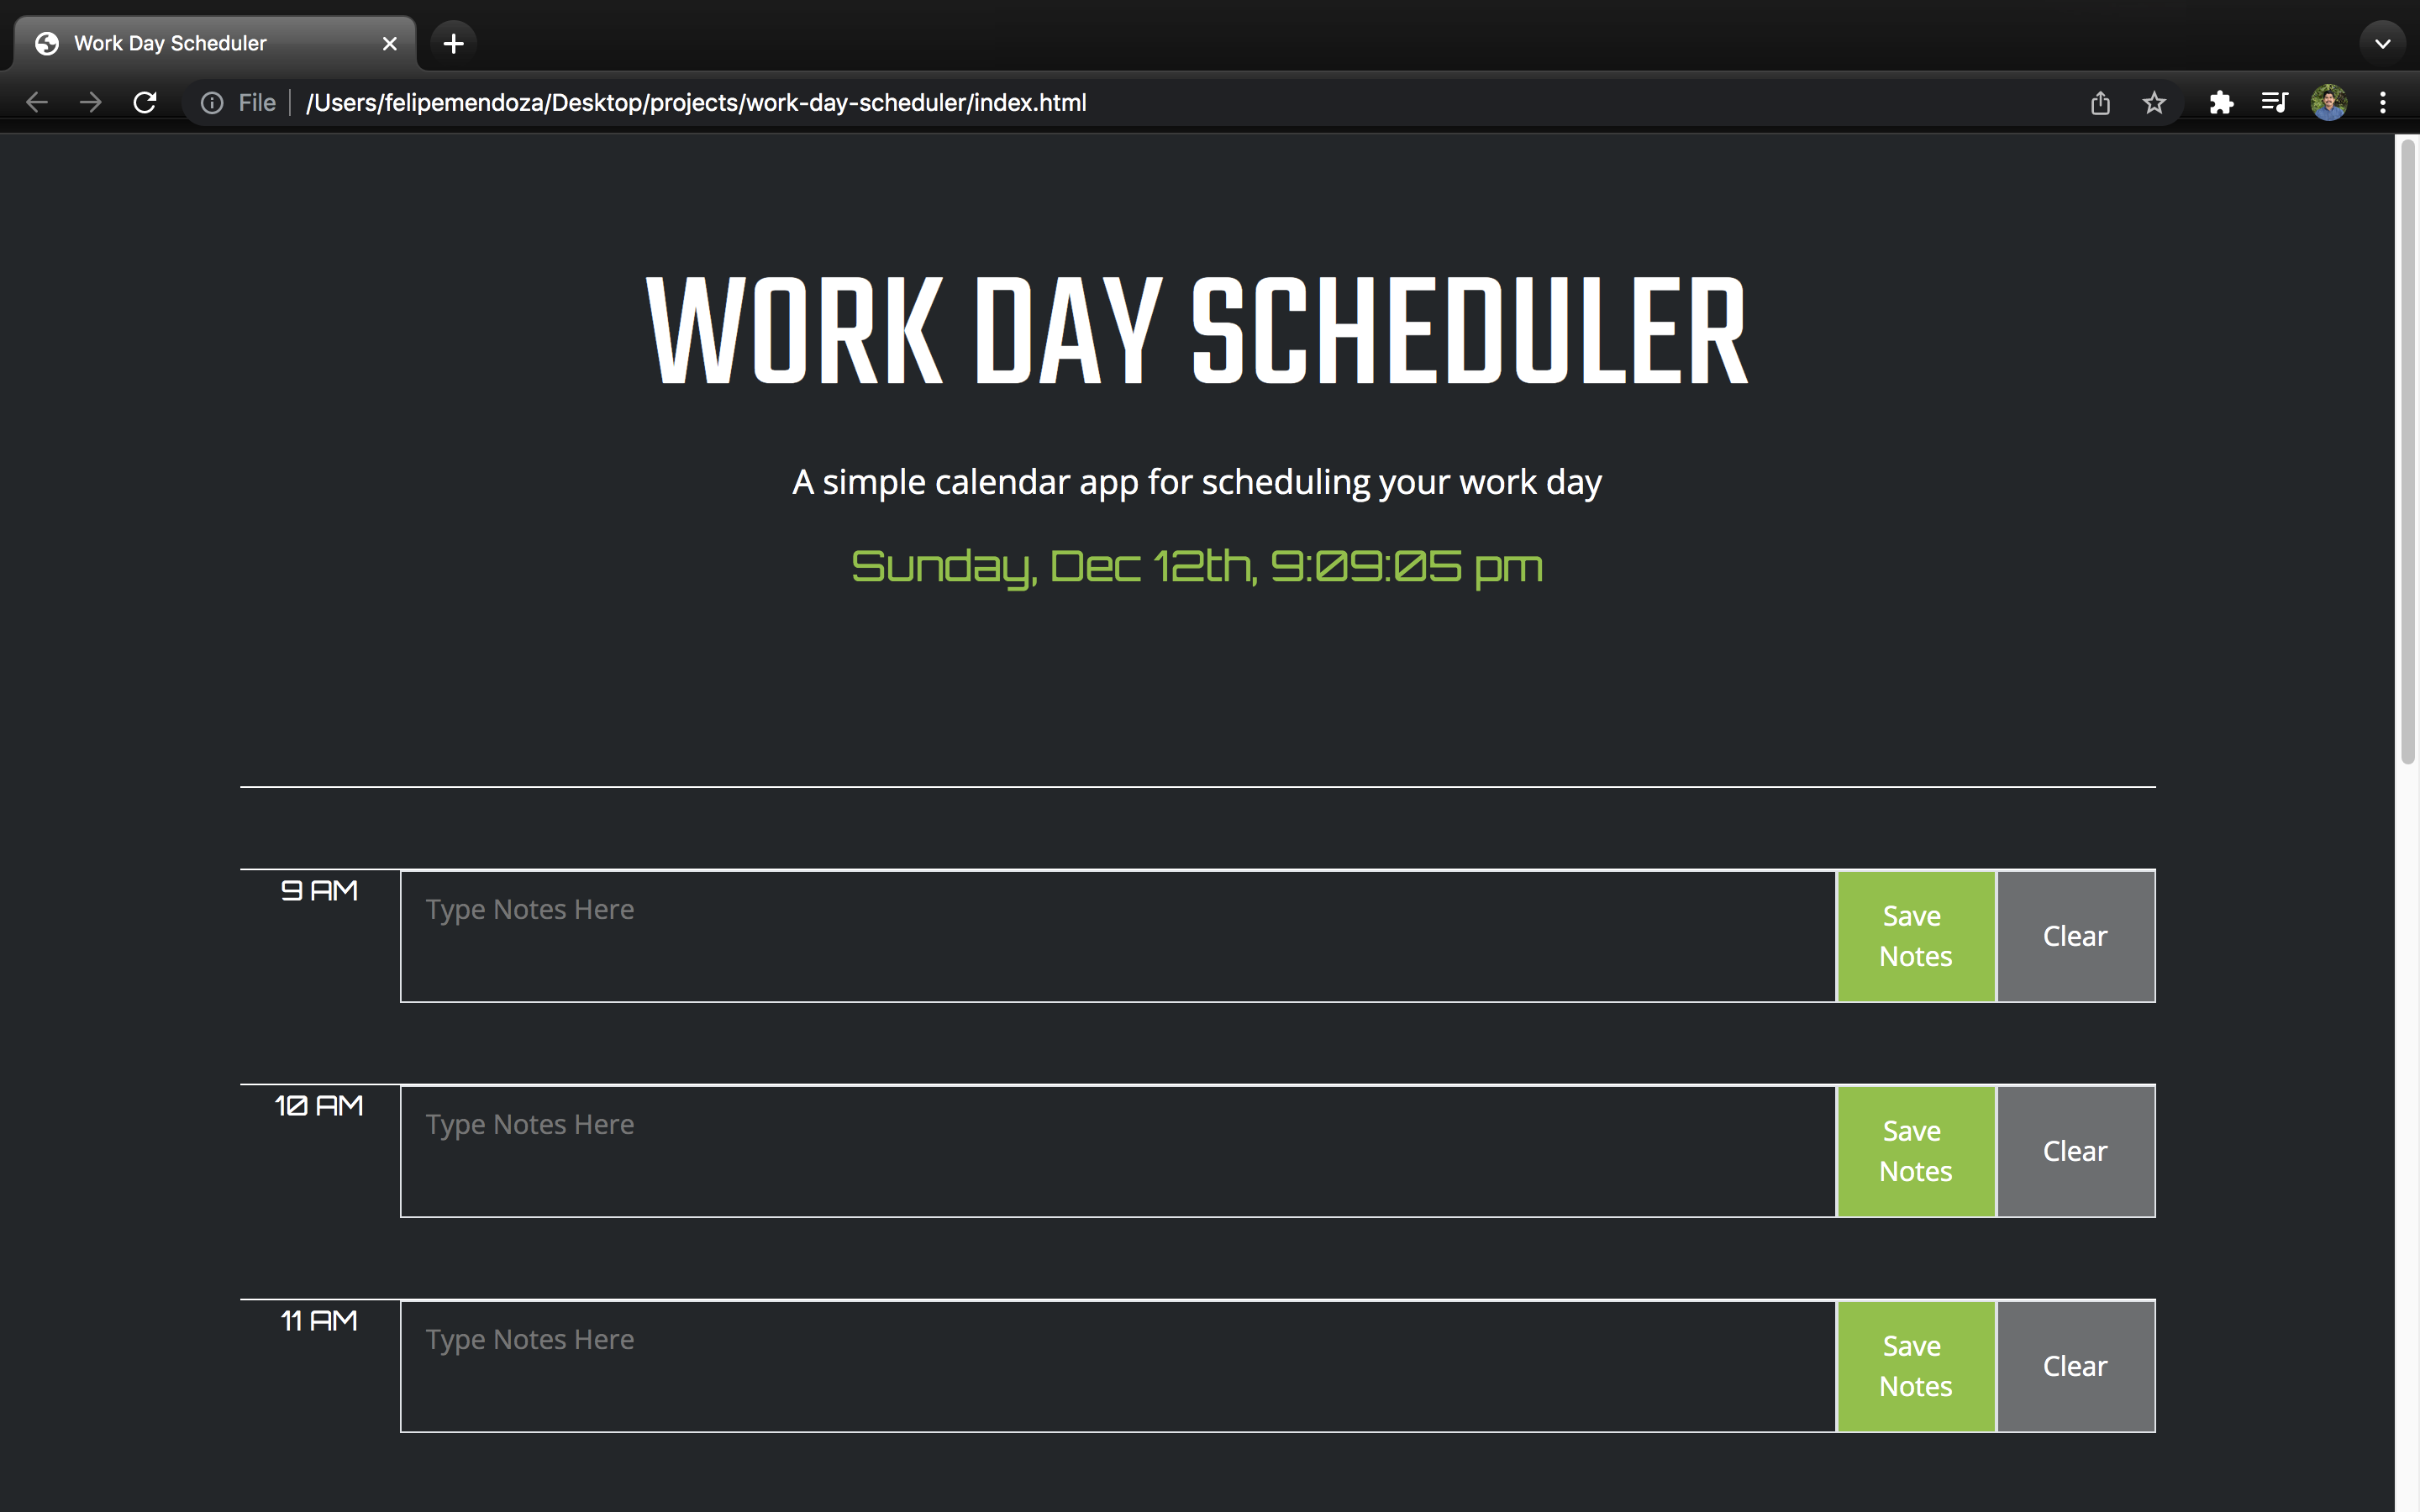 Work Day Scheduler
File
/Users/felipemendoza/Desktop/projects/work-day-scheduler/index.html
WORK DAY SCHEDULER
A simple calendar app for scheduling your work day
Sunday, Dec 12th, 9:09:05 pm
9 AM
Type Notes Here
Save
Notes
Clear
10 AM
Type Notes Here
Save
Notes
Clear
11 AM
Type Notes Here
Save
Notes
Clear